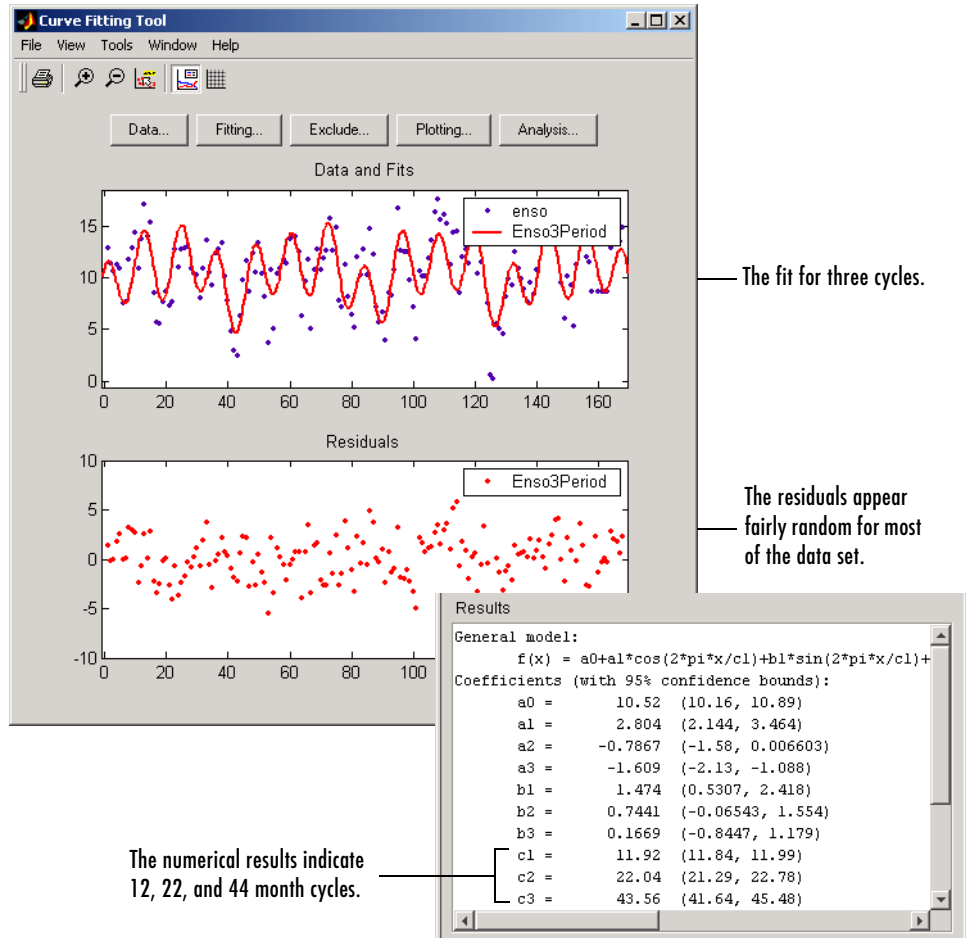 Curve Fitting Tool
File View Tools Window Help
Data... Fitting... Exclude... Plotting... Analysis...
Data and Fits
enso
Enso3Period
15
10
5
0
0 20 40 60 80 100 120 140 160
The fit for three cycles.
Residuals
Enso3Period
10
5
0
-5
-10
0 20 40 60 80 100
The residuals appear
fairly random for most
of the data set.
Results
General model:
f(x) = a0+a1*cos(2*pi*x/c1)+b1*sin(2*pi*x/c1)+
Coefficients (with 95% confidence bounds):
a0 = 10.52 (10.16, 10.89)
a1 = 2.804 (2.144, 3.464)
a2 = -0.7867 (-1.58, 0.006603)
a3 = -1.609 (-2.13, -1.088)
b1 = 1.474 (0.5307, 2.418)
b2 = 0.7441 (-0.06543, 1.554)
b3 = 0.1669 (-0.8447, 1.179)
c1 = 11.92 (11.84, 11.99)
c2 = 22.04 (21.29, 22.78)
c3 = 43.56 (41.64, 45.48)
The numerical results indicate
12, 22, and 44 month cycles.